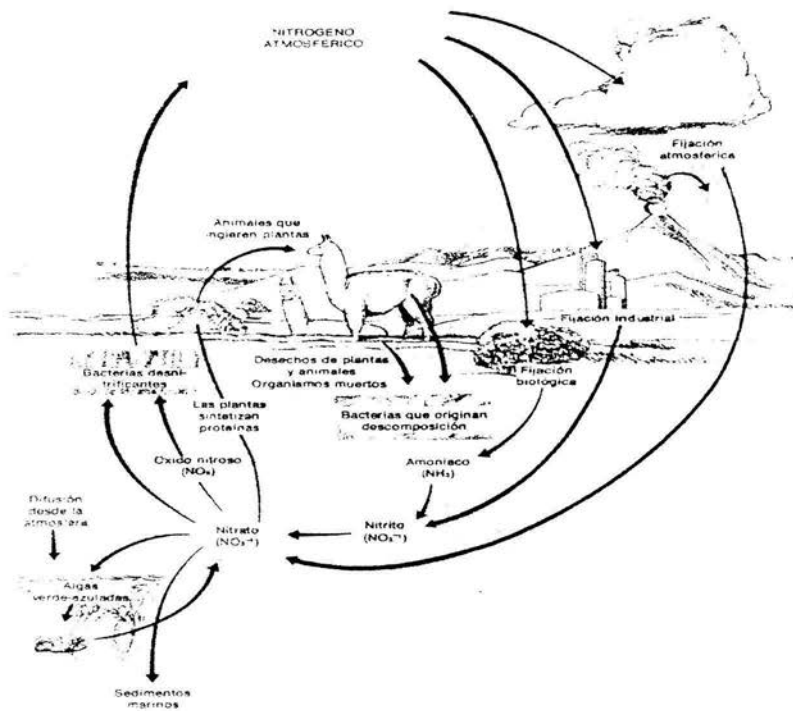 NITROGENO
ATMOSFERICO
Fijación
atmosferica
Animales que
ingieren plantas
Fijación industrial
Bacterias desni-
trificantes
Desechos de plantas
y animales
Organismos muertos
Fijación
biológica
Las plantas
sintetizan
proteínas
Bacterias que originan
descomposición
Oxido nitroso
(NOx)
Amoníaco
(NH₃)
Difusión
desde la
atmosfera
Nitrato
Nitrito
Algas
verde-azuladas
Sedimentos
marinos